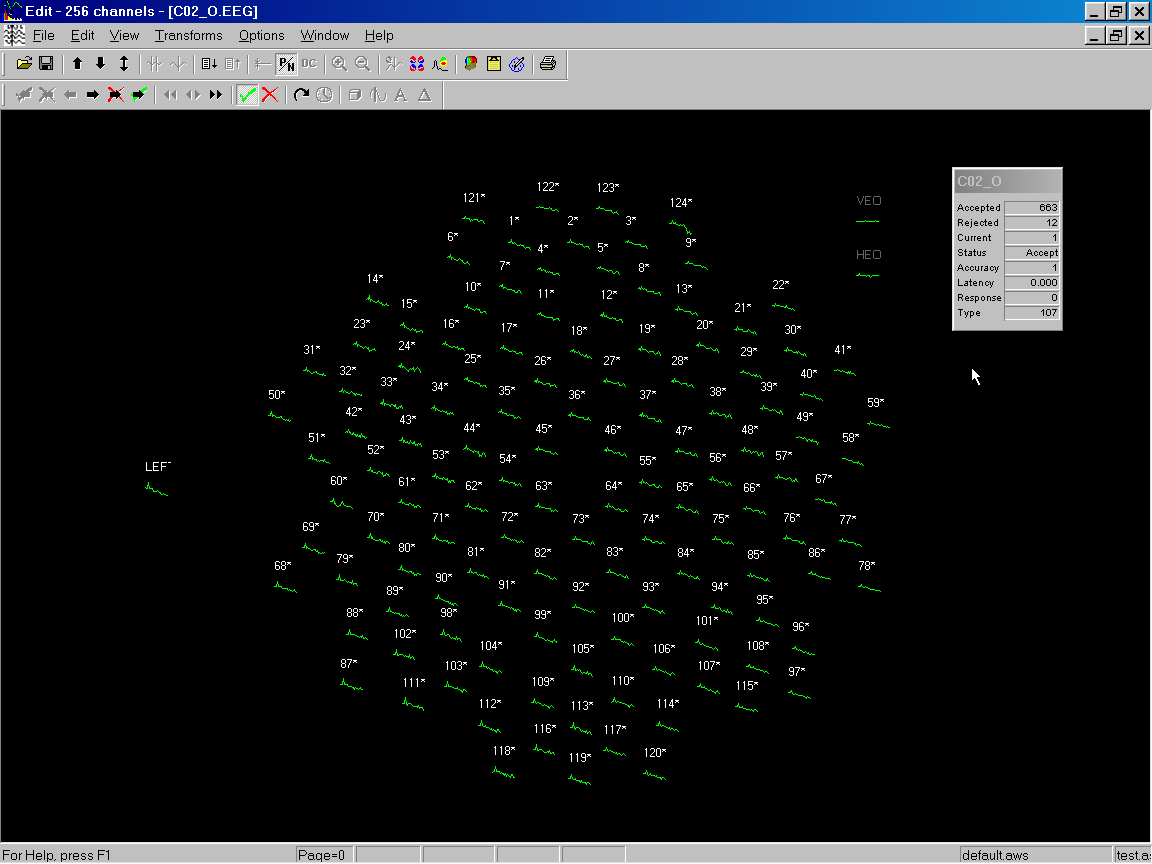 Edit - 256 channels - [C02_O.EEG]
File Edit View Transforms Options Window Help
P/N DC
A
122* 123*
121* 124* VEO
1* 2* 3*
6* 4* 5* 9* HEO
7* 8*
14* 10* 11* 12* 13* 22*
15* 21*
23* 16* 17* 18* 19* 20* 30*
31* 24* 25* 26* 27* 28* 29* 41*
32* 33* 34* 35* 36* 37* 38* 39* 40*
50* 42* 43* 49* 59*
51* 44* 45* 46* 47* 48* 58*
LEF 52* 53* 54* 55* 56* 57*
60* 61* 62* 63* 64* 65* 66* 67*
69* 70* 71* 72* 73* 74* 75* 76* 77*
68* 79* 80* 81* 82* 83* 84* 85* 86* 78*
89* 90* 91* 92* 93* 94* 95*
88* 98* 99* 100* 101* 96*
102* 104* 105* 106* 108*
87* 103* 107* 97*
111* 109* 110* 115*
112* 113* 114*
116* 117*
118* 119* 120*
C02_O
Accepted 663
Rejected 12
Current 1
Status Accept
Accuracy 1
Latency 0.000
Response 0
Type 107
For Help, press F1 Page=0 default.aws test.as